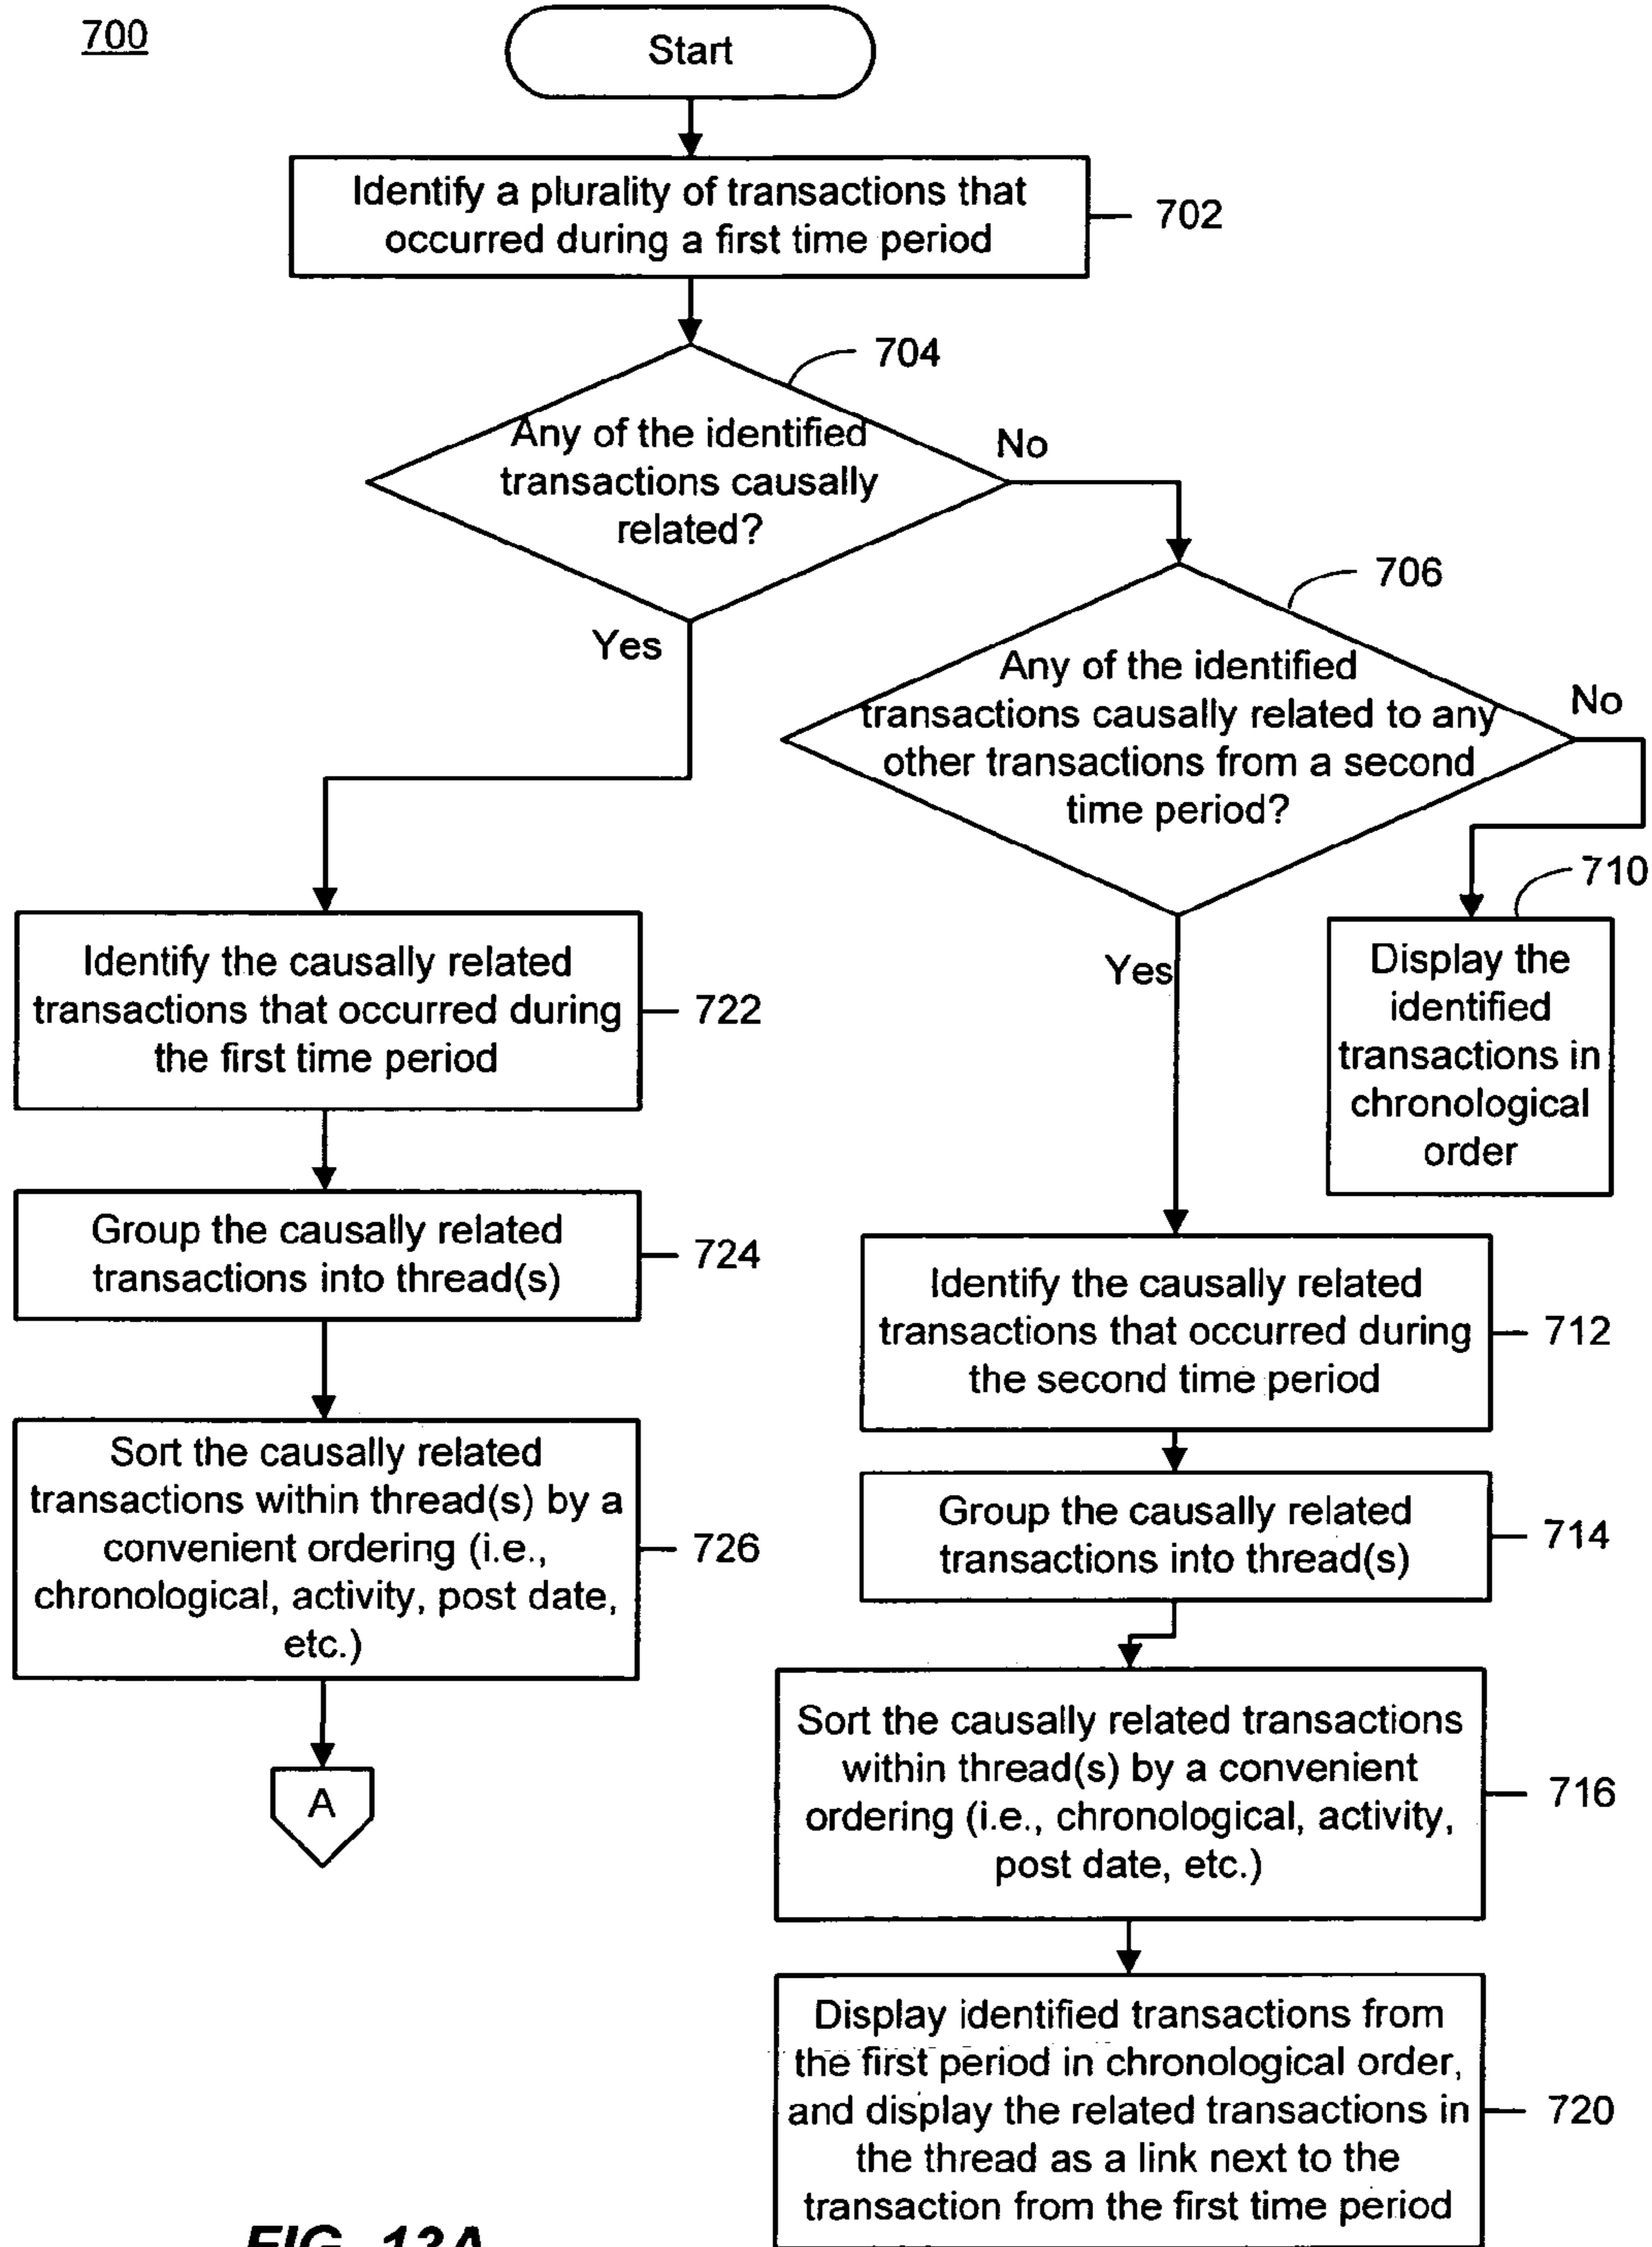 700
Start
Identify a plurality of transactions that
occurred during a first time period
702
704
Any of the identified
transactions causally
related?
No
Yes
706
Any of the identified
transactions causally related to any
other transactions from a second
time period?
No
Yes
710
Display the
identified
transactions in
chronological
order
Identify the causally related
transactions that occurred during
the first time period
722
Group the causally related
transactions into thread(s)
724
Sort the causally related
transactions within thread(s) by a
convenient ordering (i.e.,
chronological, activity, post date,
etc.)
726
A
Identify the causally related
transactions that occurred during
the second time period
712
Group the causally related
transactions into thread(s)
714
Sort the causally related transactions
within thread(s) by a convenient
ordering (i.e., chronological, activity,
post date, etc.)
716
Display identified transactions from
the first period in chronological order,
and display the related transactions in
the thread as a link next to the
transaction from the first time period
720
FIG. 13A